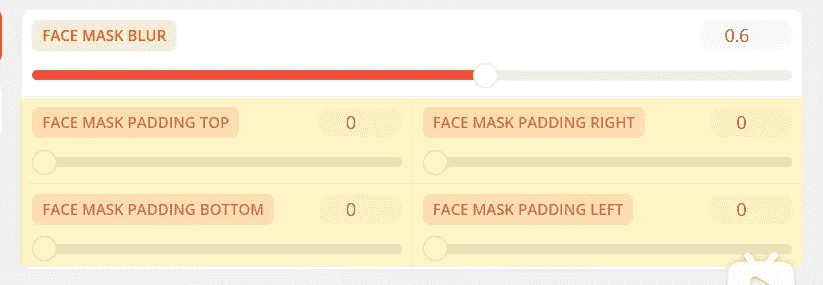 FACE MASK BLUR 0.6
FACE MASK PADDING TOP 0 FACE MASK PADDING RIGHT 0
FACE MASK PADDING BOTTOM 0 FACE MASK PADDING LEFT 0